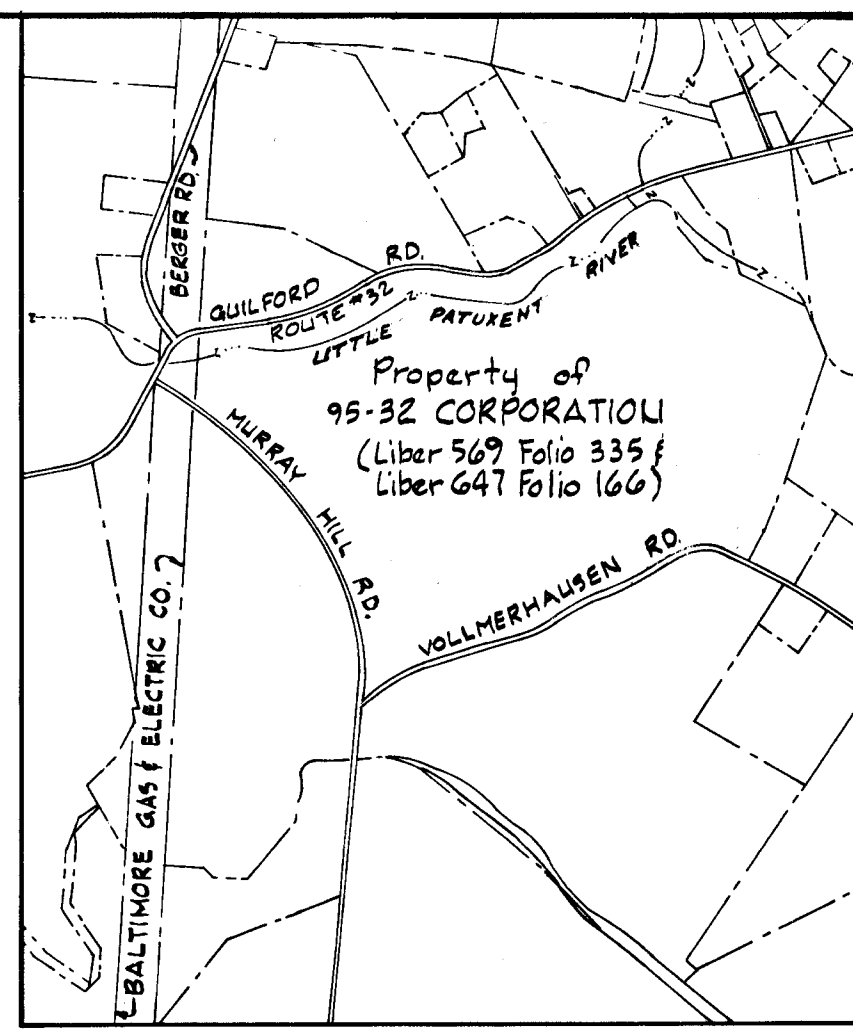 BERGER RD.
GUILFORD RD.
ROUTE #32
LITTLE PATUXENT RIVER
Property of
95-32 CORPORATION
(Liber 569 Folio 335 &
Liber 647 Folio 166)
MURRAY HILL RD.
VOLLMERHAUSEN RD.
BALTIMORE GAS & ELECTRIC CO.